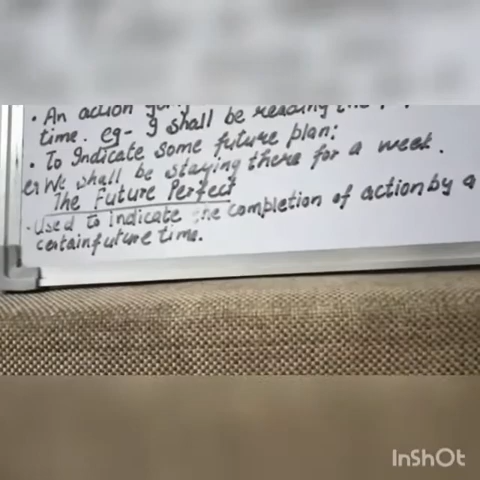 • An action
time. eg- I shall be reading
• To Indicate some future plan:
We shall be staying there for a week.
The Future Perfect
• Used to indicate the completion of action by a
certain future time.
InShOt